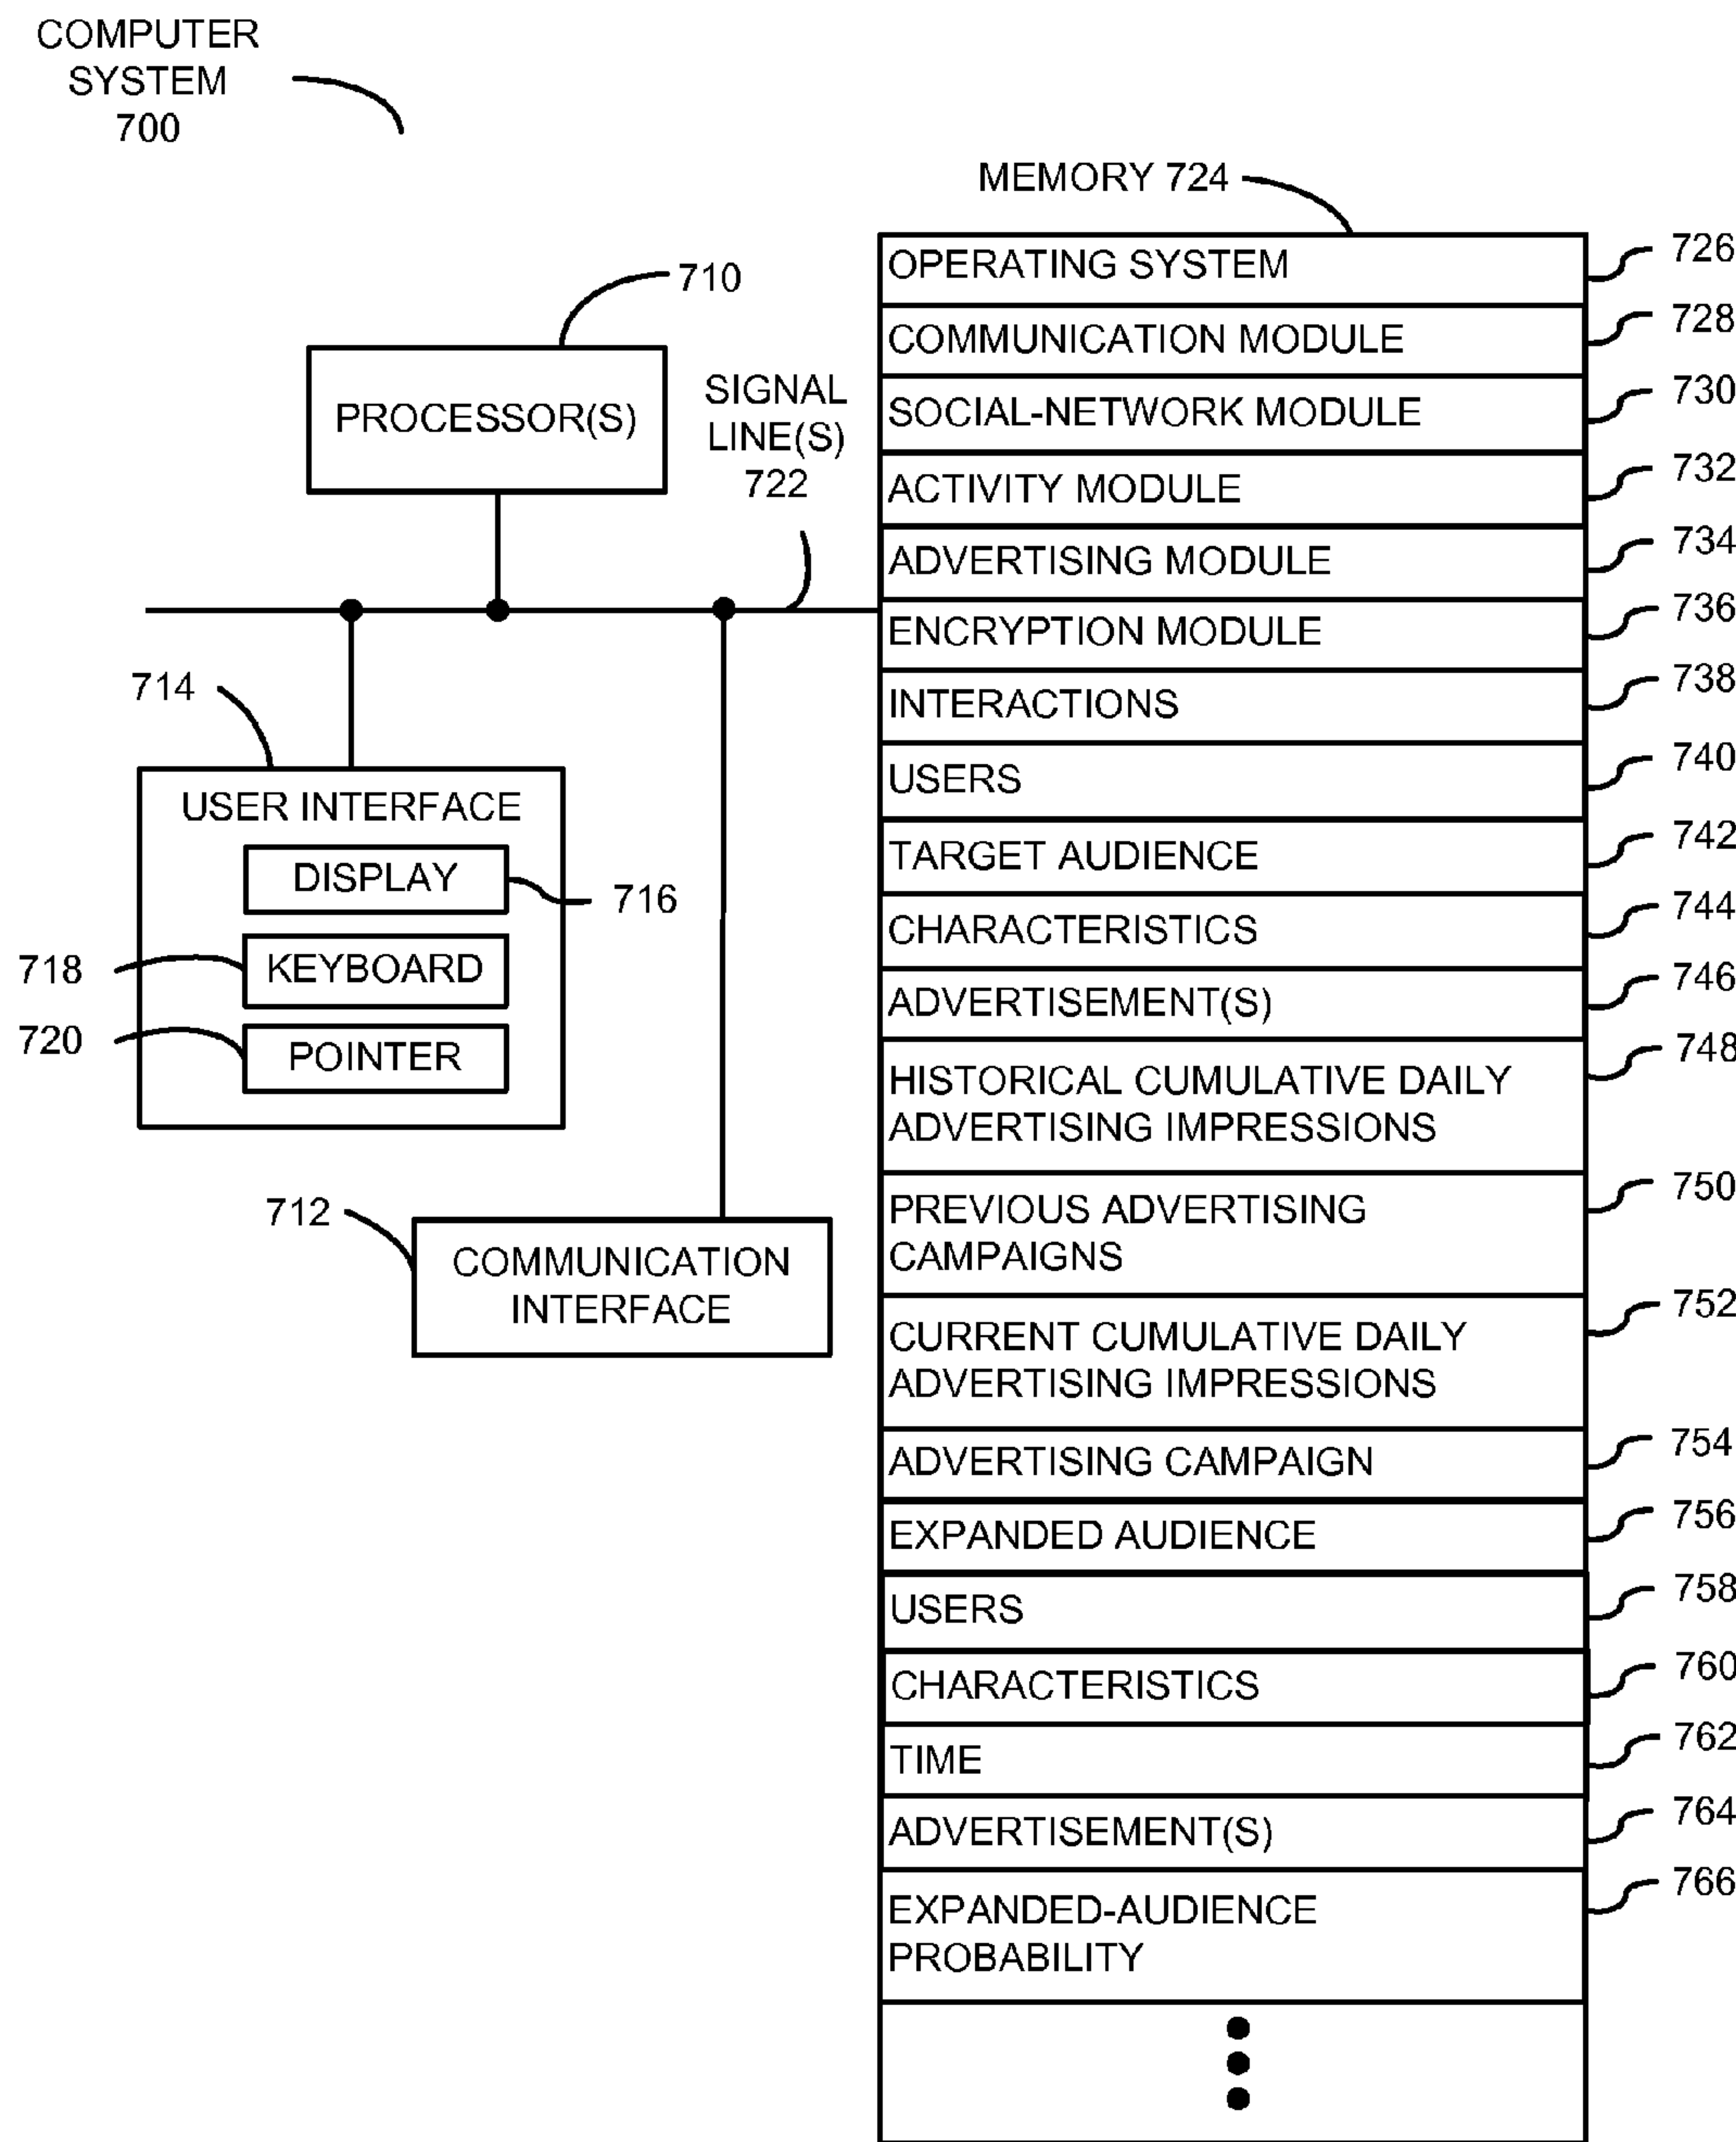 COMPUTER
SYSTEM
700
MEMORY 724
710
PROCESSOR(S)
SIGNAL
LINE(S)
722
714
USER INTERFACE
DISPLAY
716
718
KEYBOARD
720
POINTER
712
COMMUNICATION
INTERFACE
OPERATING SYSTEM
726
COMMUNICATION MODULE
728
SOCIAL-NETWORK MODULE
730
ACTIVITY MODULE
732
ADVERTISING MODULE
734
ENCRYPTION MODULE
736
INTERACTIONS
738
USERS
740
TARGET AUDIENCE
742
CHARACTERISTICS
744
ADVERTISEMENT(S)
746
HISTORICAL CUMULATIVE DAILY
ADVERTISING IMPRESSIONS
748
PREVIOUS ADVERTISING
CAMPAIGNS
750
CURRENT CUMULATIVE DAILY
ADVERTISING IMPRESSIONS
752
ADVERTISING CAMPAIGN
754
EXPANDED AUDIENCE
756
USERS
758
CHARACTERISTICS
760
TIME
762
ADVERTISEMENT(S)
764
EXPANDED-AUDIENCE
PROBABILITY
766